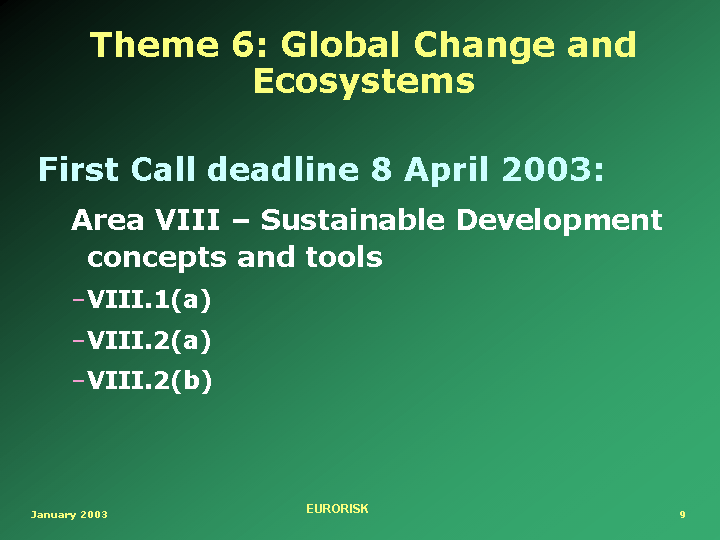 Theme 6: Global Change and
Ecosystems
First Call deadline 8 April 2003:
Area VIII – Sustainable Development
concepts and tools
–VIII.1(a)
–VIII.2(a)
–VIII.2(b)
January 2003
EURORISK
9